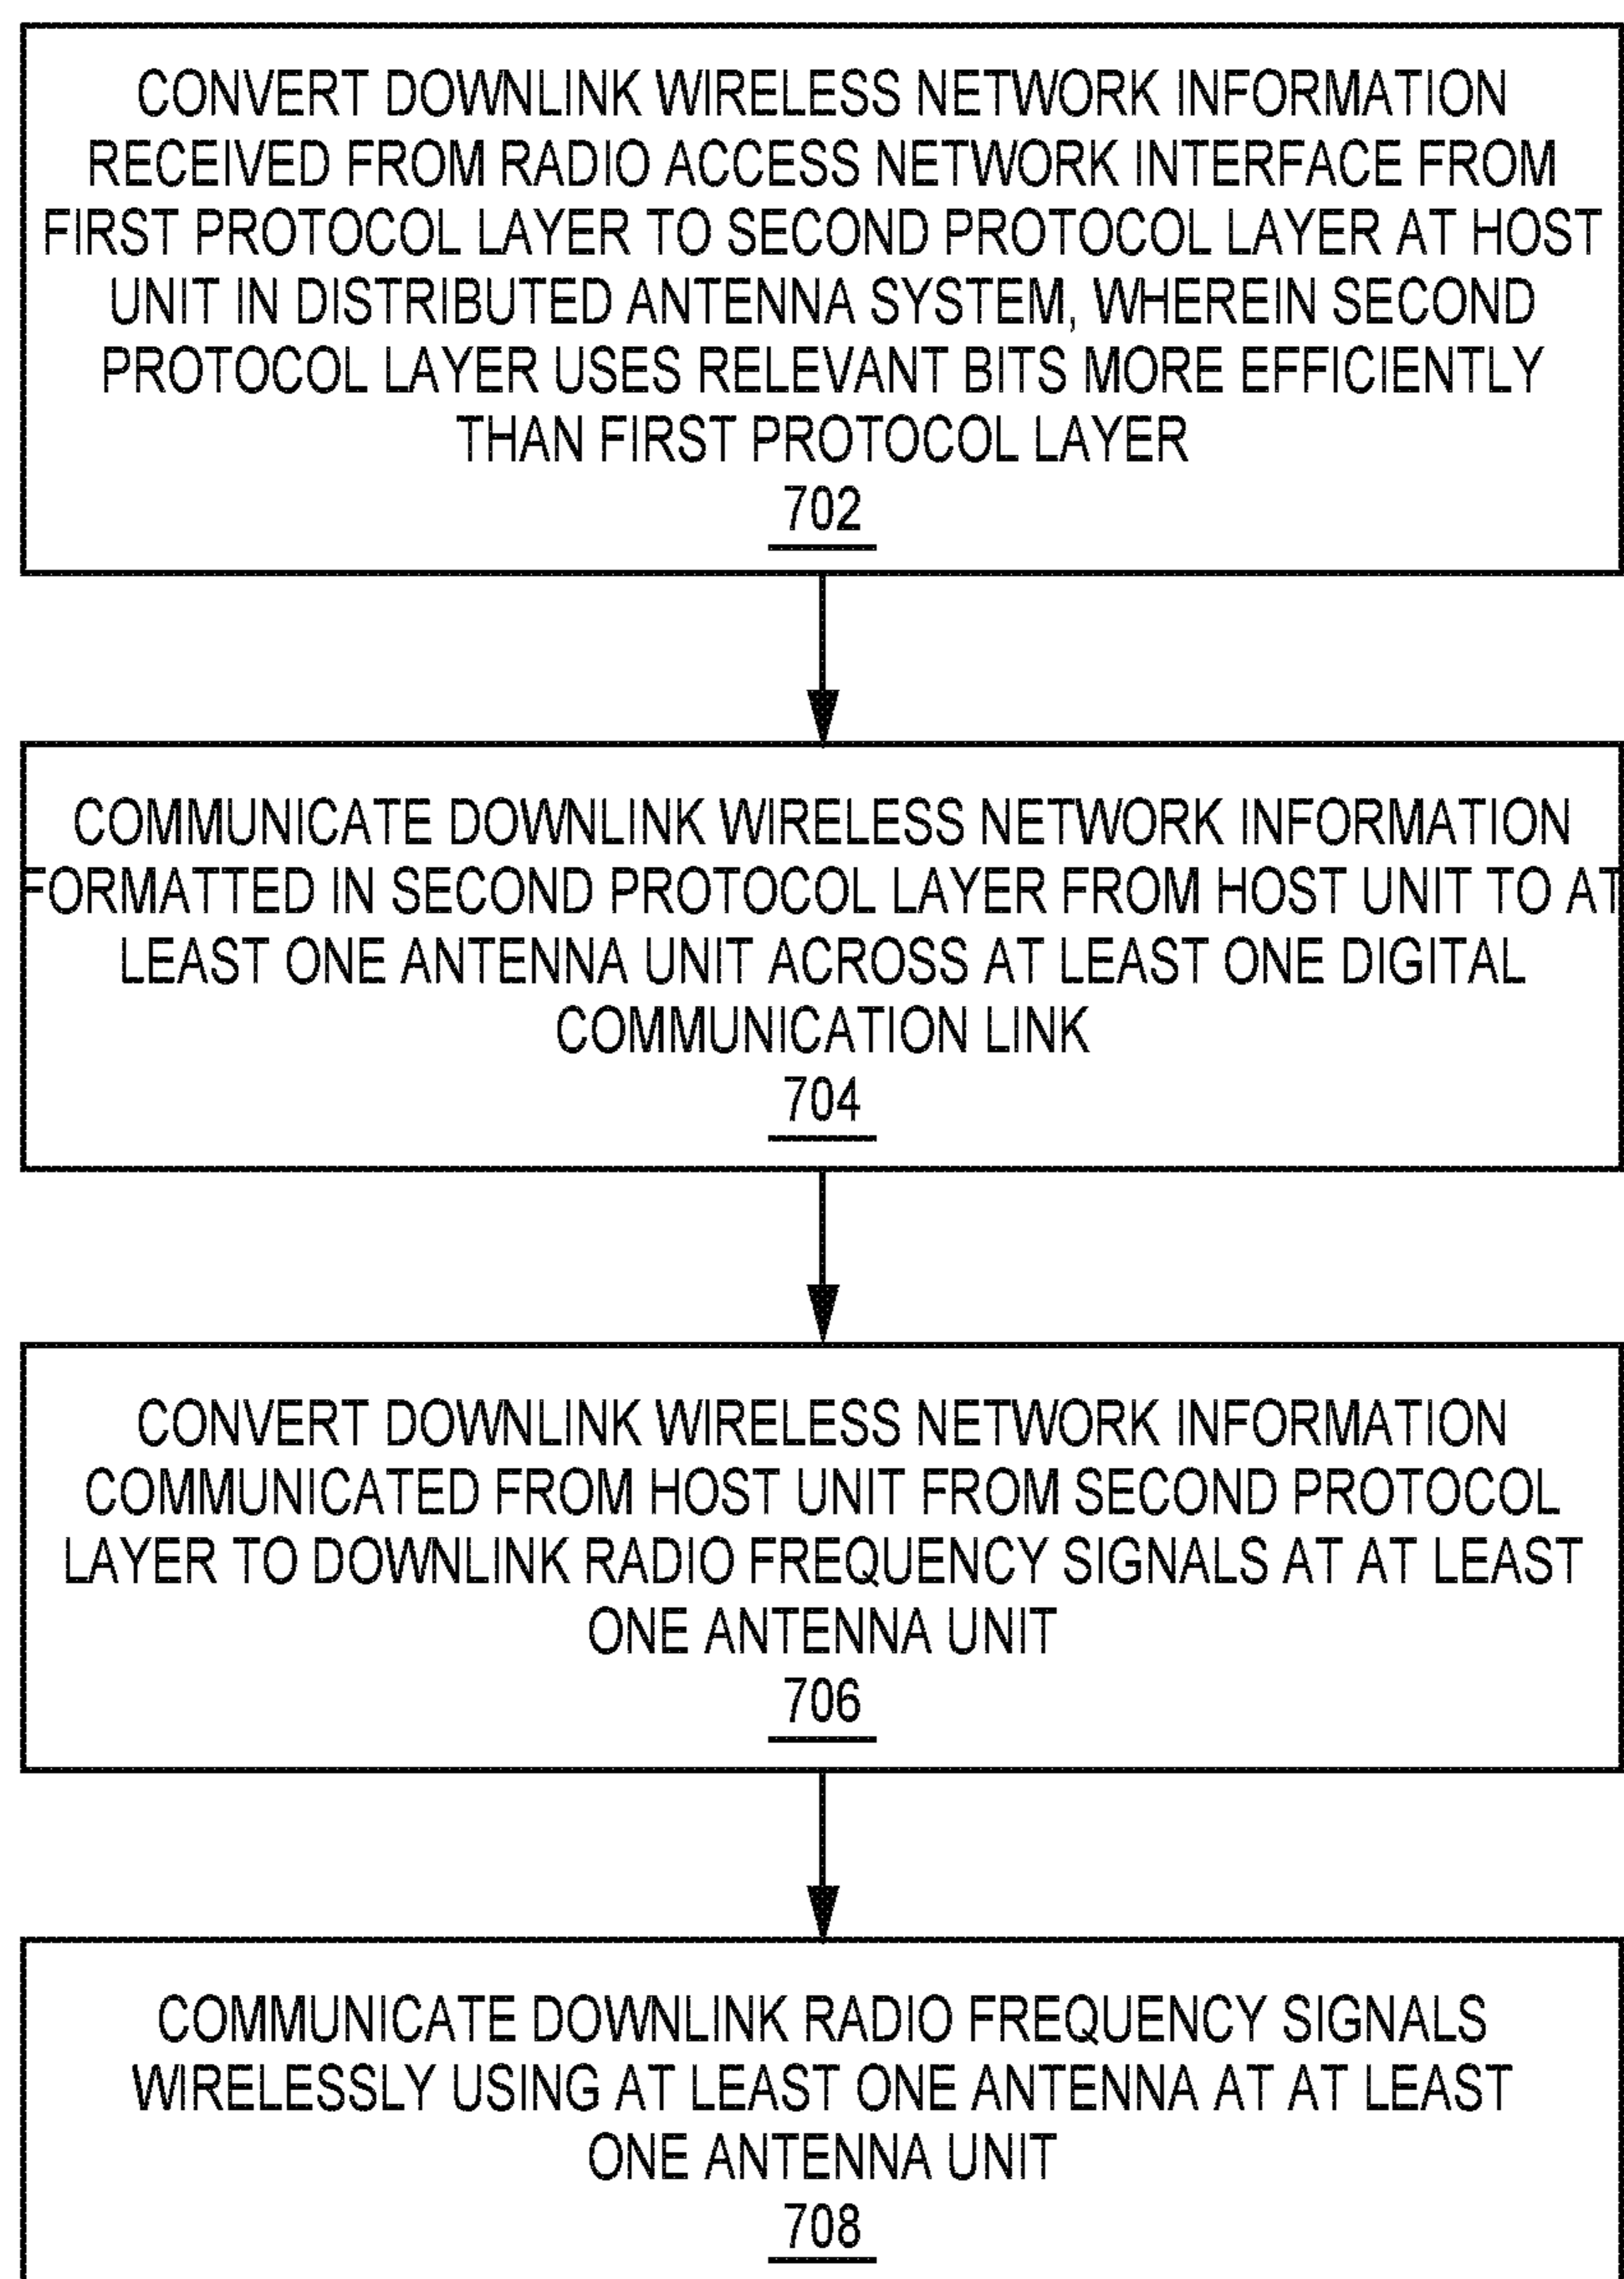 CONVERT DOWNLINK WIRELESS NETWORK INFORMATION
RECEIVED FROM RADIO ACCESS NETWORK INTERFACE FROM
FIRST PROTOCOL LAYER TO SECOND PROTOCOL LAYER AT HOST
UNIT IN DISTRIBUTED ANTENNA SYSTEM, WHEREIN SECOND
PROTOCOL LAYER USES RELEVANT BITS MORE EFFICIENTLY
THAN FIRST PROTOCOL LAYER
702
COMMUNICATE DOWNLINK WIRELESS NETWORK INFORMATION
FORMATTED IN SECOND PROTOCOL LAYER FROM HOST UNIT TO AT
LEAST ONE ANTENNA UNIT ACROSS AT LEAST ONE DIGITAL
COMMUNICATION LINK
704
CONVERT DOWNLINK WIRELESS NETWORK INFORMATION
COMMUNICATED FROM HOST UNIT FROM SECOND PROTOCOL
LAYER TO DOWNLINK RADIO FREQUENCY SIGNALS AT AT LEAST
ONE ANTENNA UNIT
706
COMMUNICATE DOWNLINK RADIO FREQUENCY SIGNALS
WIRELESSLY USING AT LEAST ONE ANTENNA AT AT LEAST
ONE ANTENNA UNIT
708